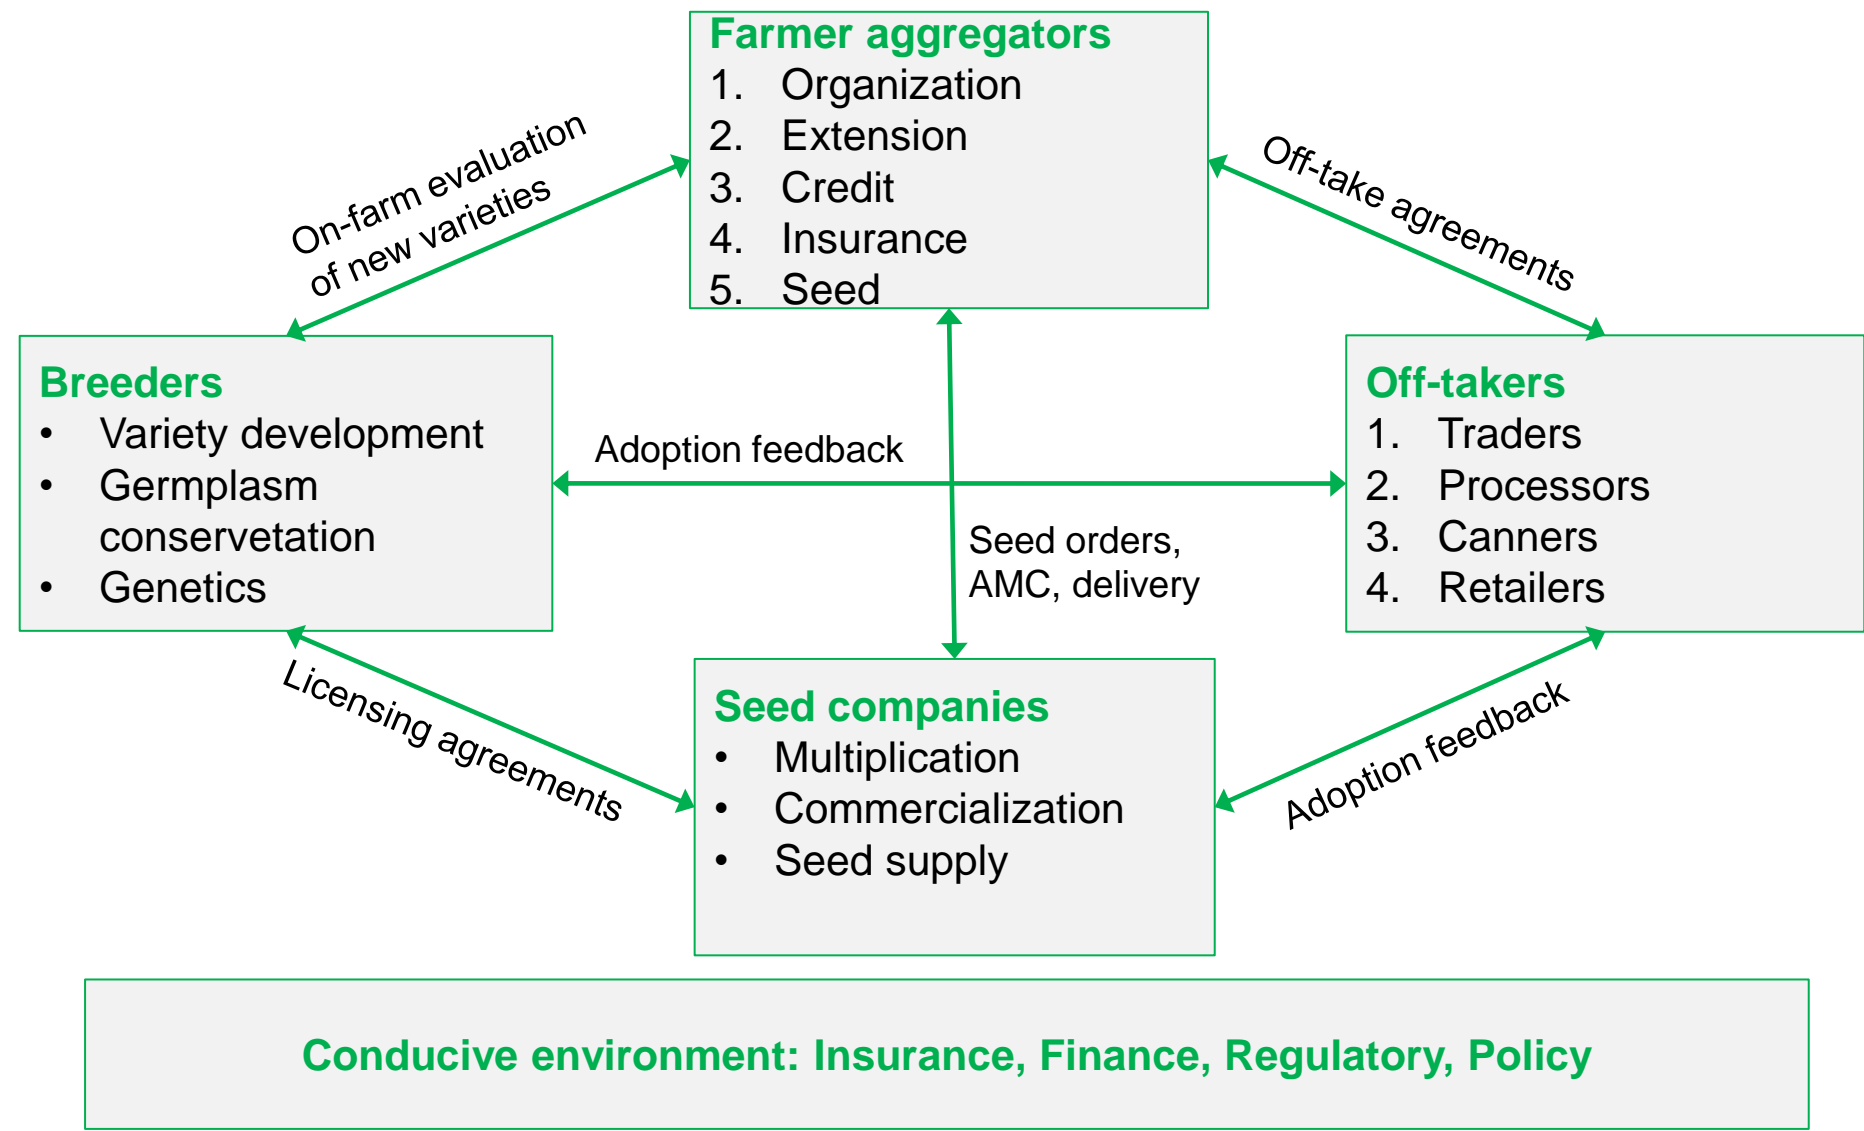 Farmer aggregators
1. Organization
2. Extension
3. Credit
4. Insurance
5. Seed
On-farm evaluation
of new varieties
Off-take agreements
Breeders
• Variety development
• Germplasm
conservetation
• Genetics
Adoption feedback
Off-takers
1. Traders
2. Processors
3. Canners
4. Retailers
Seed orders,
AMC, delivery
Licensing agreements
Seed companies
• Multiplication
• Commercialization
• Seed supply
Adoption feedback
Conducive environment: Insurance, Finance, Regulatory, Policy